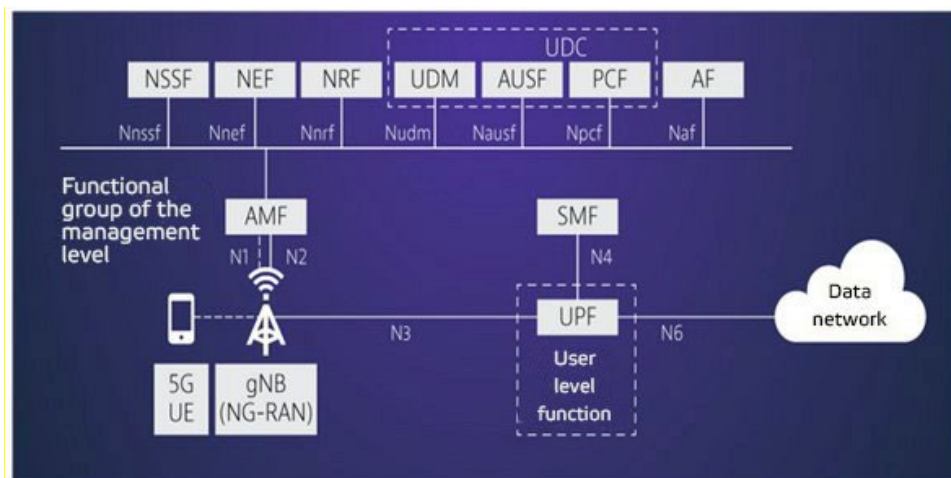 UDC
NSSF NEF NRF UDM AUSF PCF AF
Nnssf Nnef Nnrf Nudm Nausf Npcf Naf
Functional
group of the
management
level
AMF
SMF
N1 N2
N4
UPF
N3
N6
Data
network
User
level
function
5G
UE
gNB
(NG-RAN)